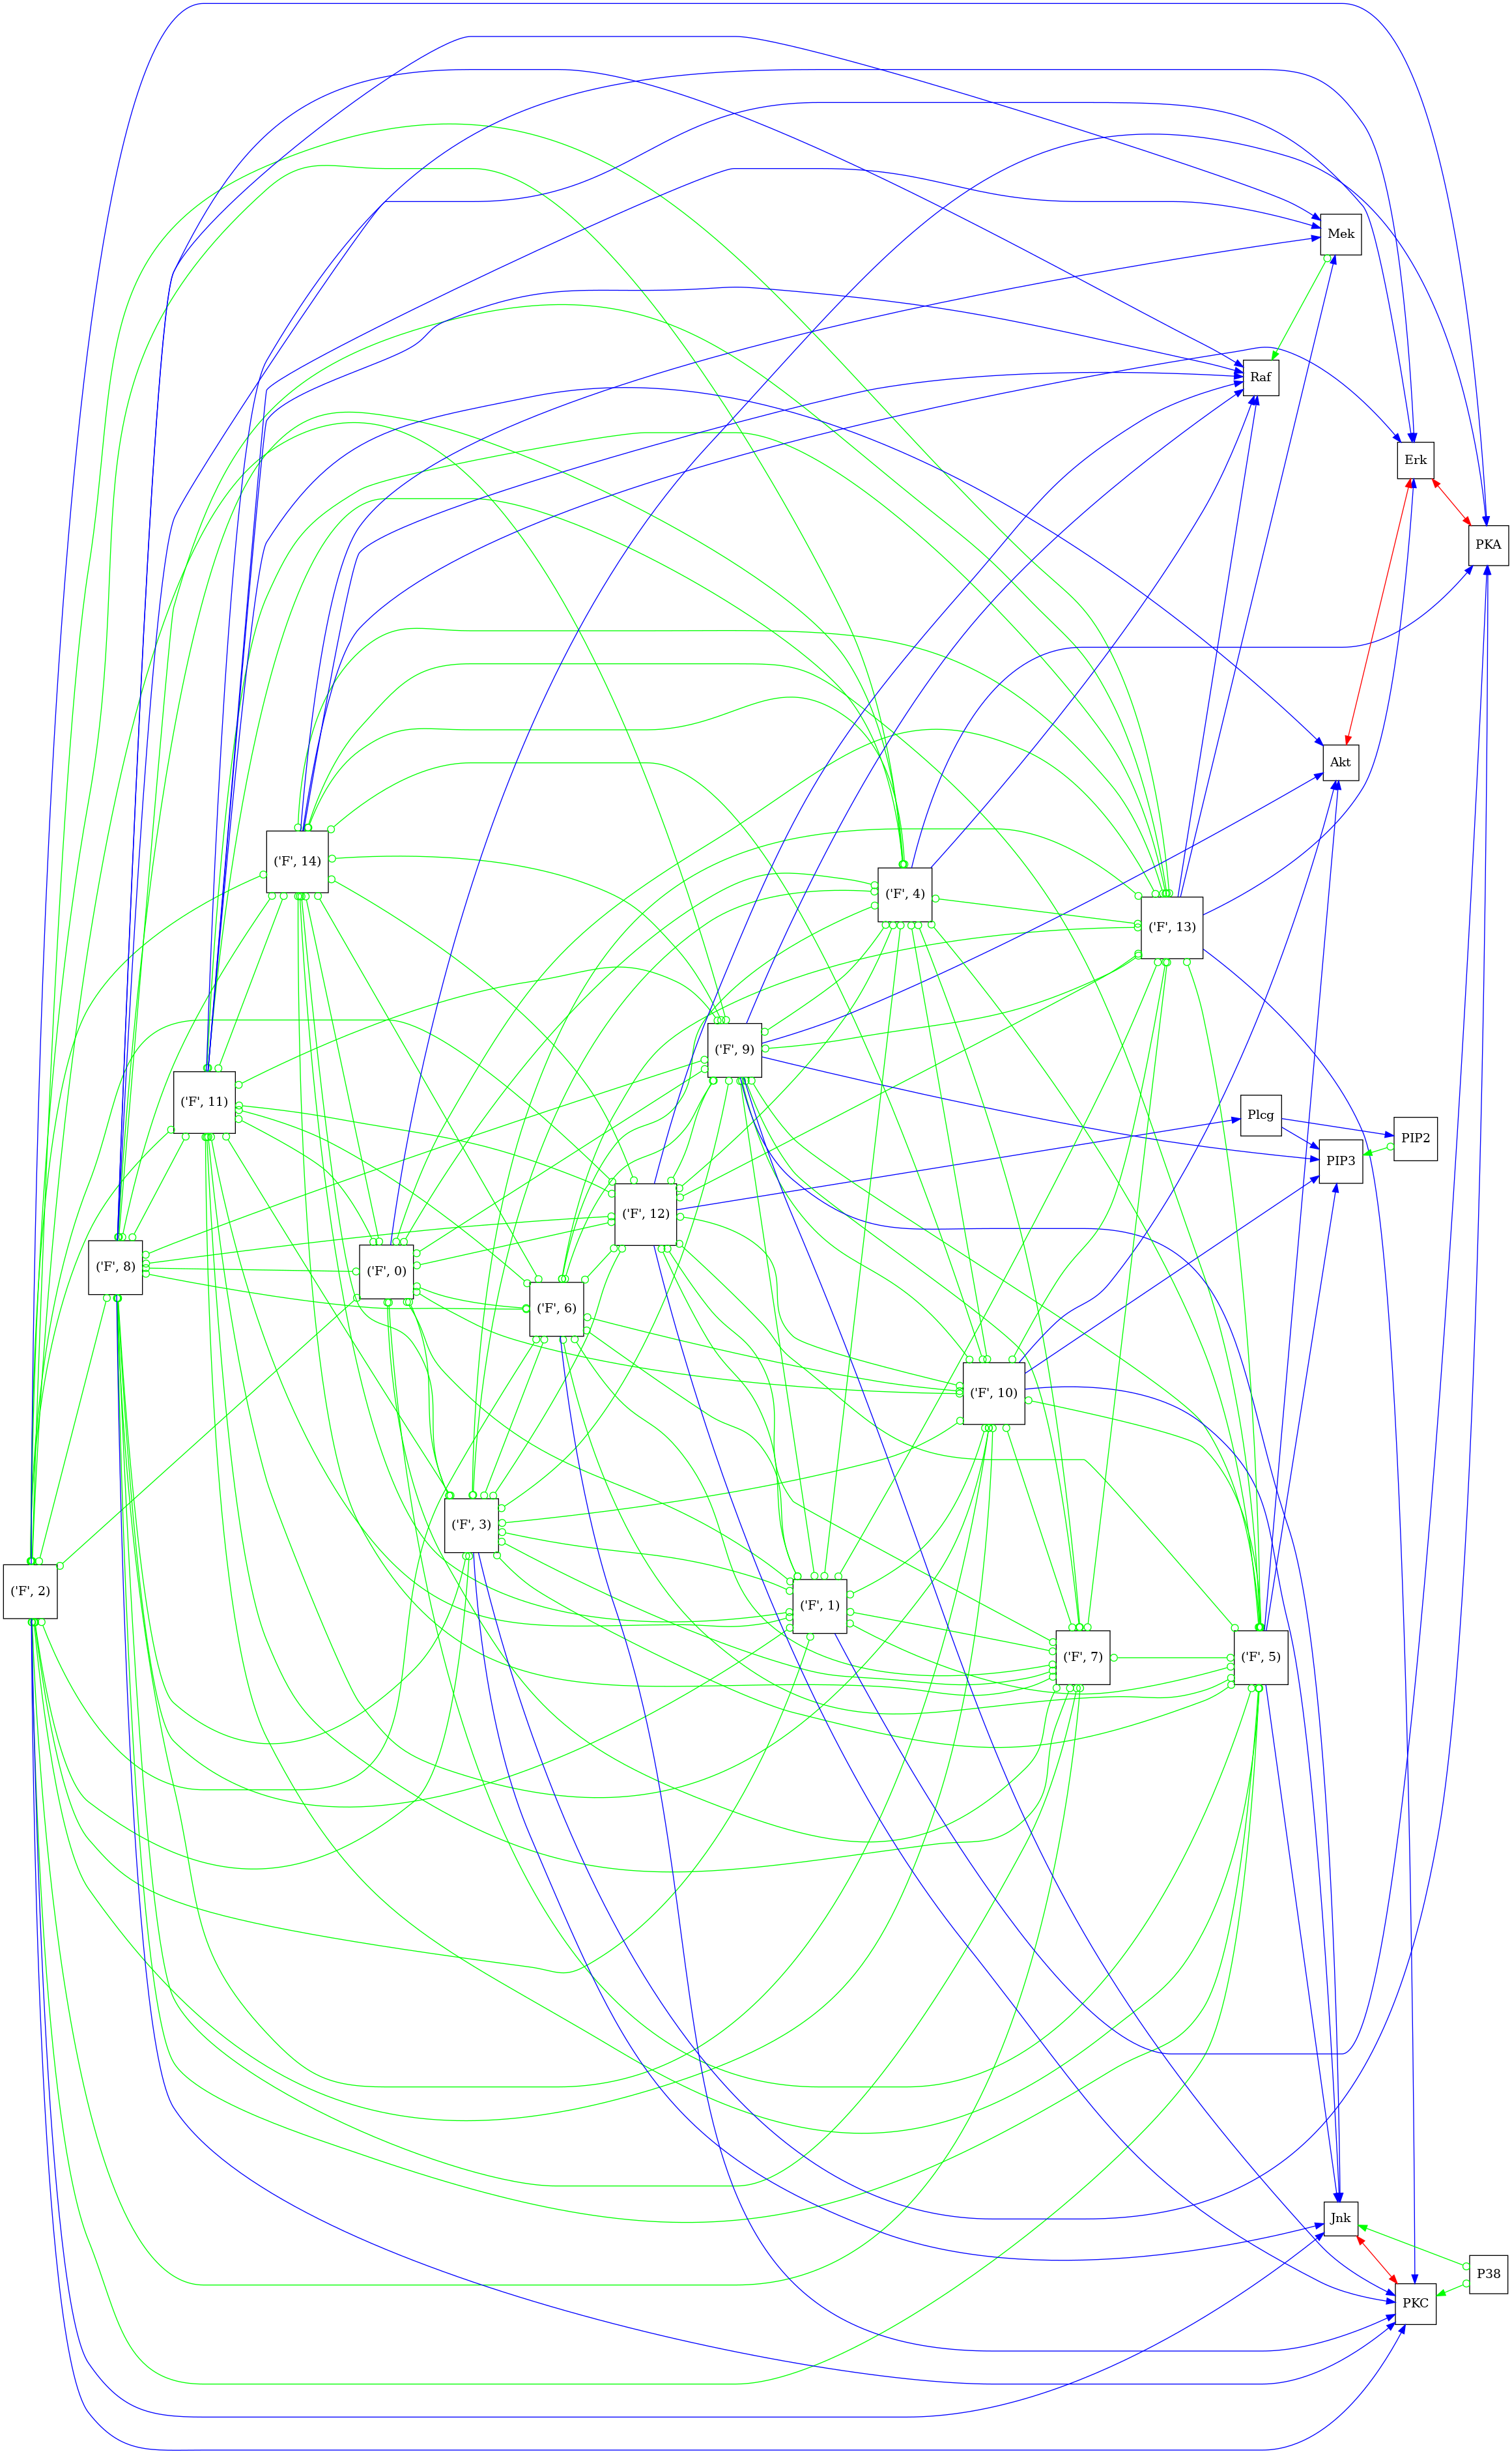 Mek
Raf
Erk
PKA
Akt
('F', 14)
('F', 4)
('F', 13)
('F', 9)
('F', 11)
Plcg
PIP2
PIP3
('F', 12)
('F', 8)
('F', 0)
('F', 6)
('F', 10)
('F', 3)
('F', 2)
('F', 1)
('F', 7)
('F', 5)
Jnk
P38
PKC